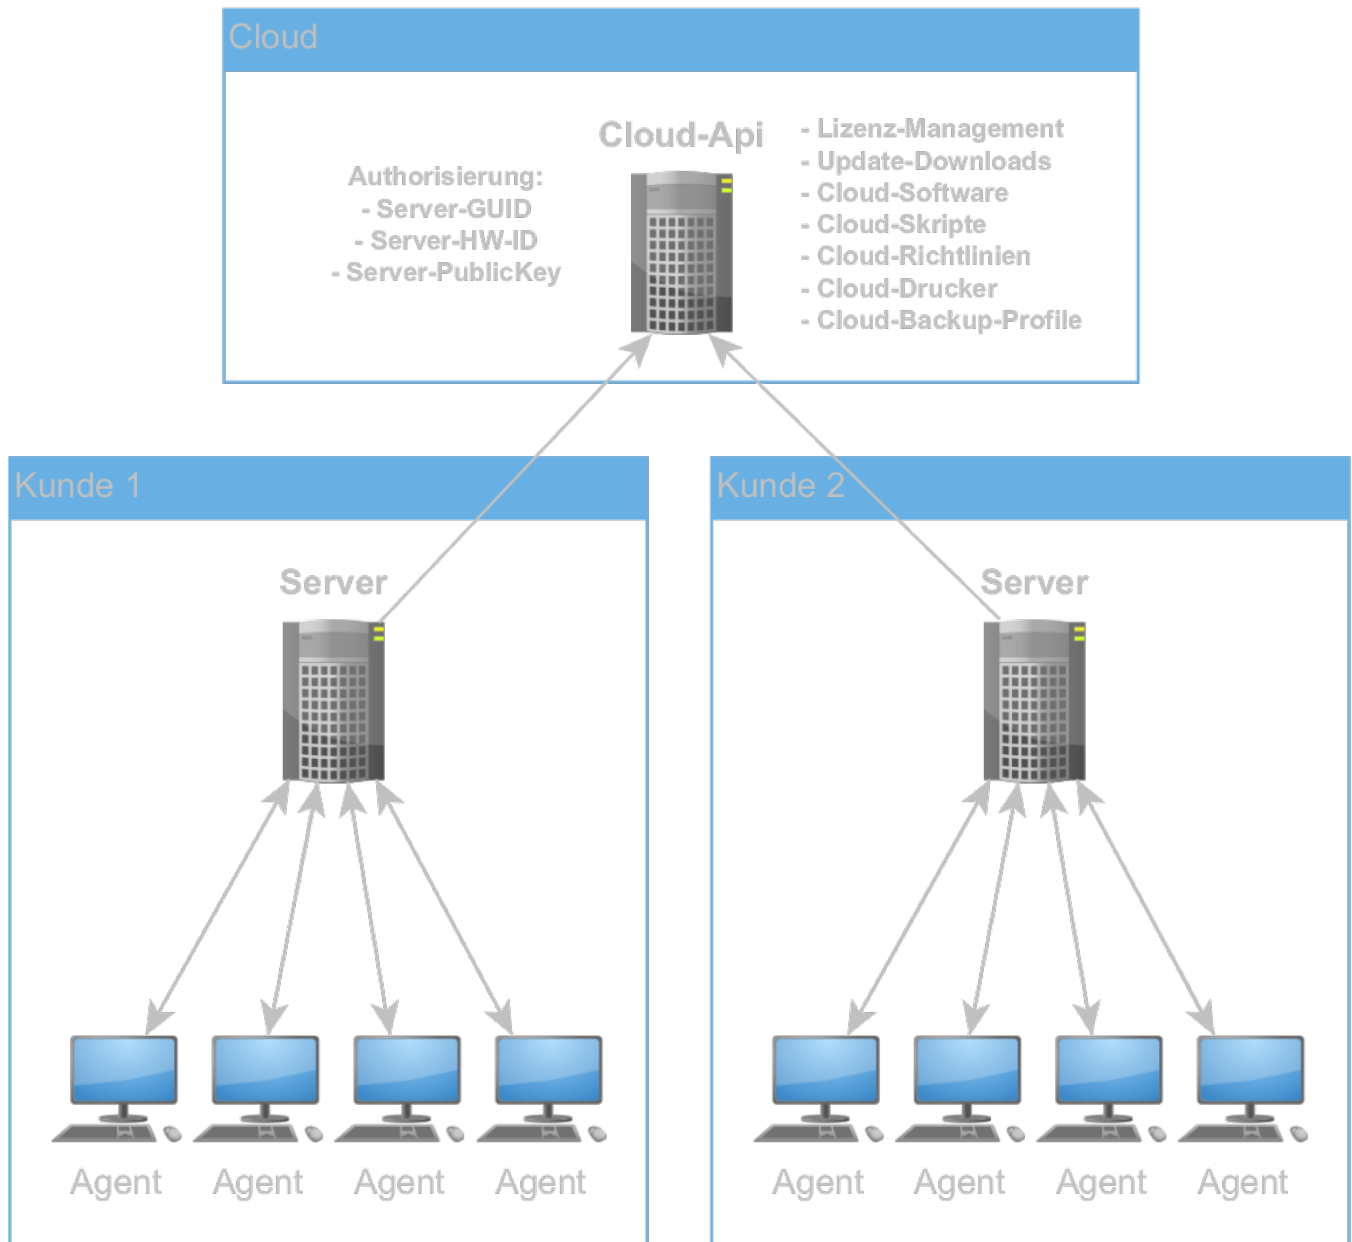 Cloud
Cloud-Api
Authorisierung:
- Server-GUID
- Server-HW-ID
- Server-PublicKey
- Lizenz-Management
- Update-Downloads
- Cloud-Software
- Cloud-Skripte
- Cloud-Richtlinien
- Cloud-Drucker
- Cloud-Backup-Profile
Kunde 1
Server
Agent
Agent
Agent
Agent
Kunde 2
Server
Agent
Agent
Agent
Agent